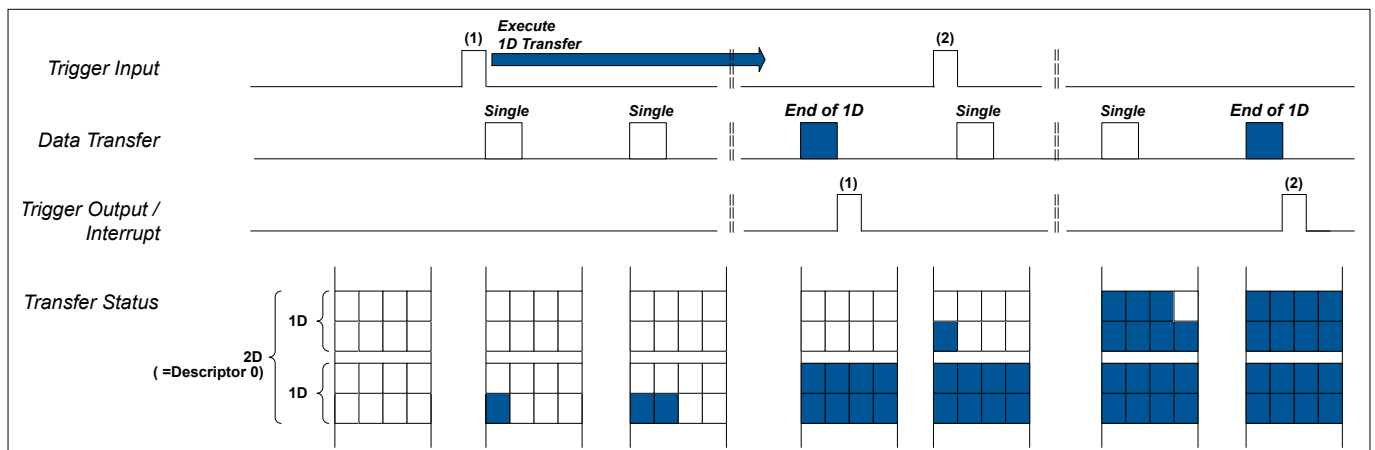 Execute
1D Transfer
(1)
(2)
Trigger Input
Single
Single
End of 1D
Single
Single
End of 1D
Data Transfer
(1)
(2)
Trigger Output /
Interrupt
Transfer Status
1D
2D
( =Descriptor 0)
1D